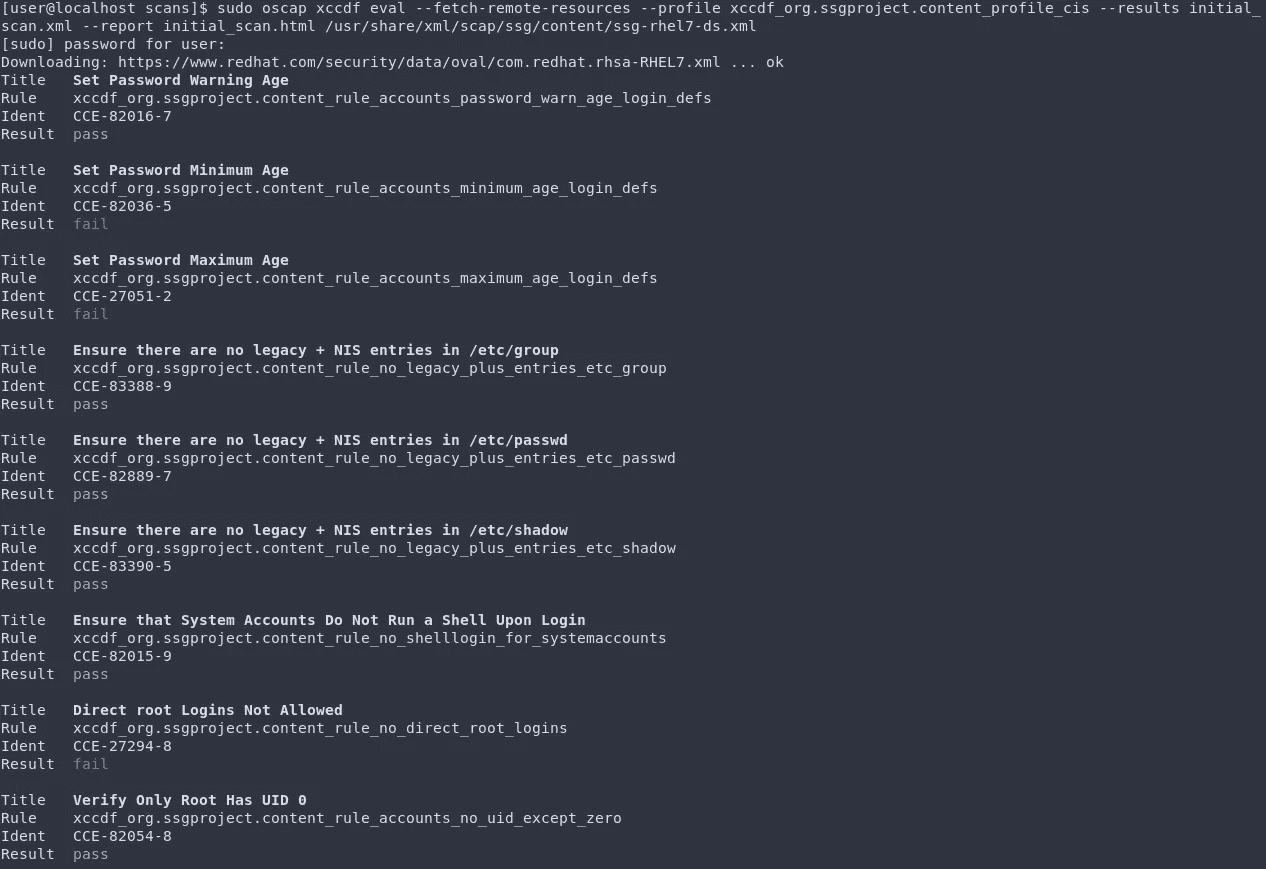 [user@localhost scans]$ sudo oscap xccdf eval --fetch-remote-resources --profile xccdf_org.ssgproject.content_profile_cis --results initial_
scan.xml --report initial_scan.html /usr/share/xml/scap/ssg/content/ssg-rhel7-ds.xml
[sudo] password for user:
Downloading: https://www.redhat.com/security/data/oval/com.redhat.rhsa-RHEL7.xml ... ok
Title   Set Password Warning Age
Rule    xccdf_org.ssgproject.content_rule_accounts_password_warn_age_login_defs
Ident   CCE-82016-7
Result  pass

Title   Set Password Minimum Age
Rule    xccdf_org.ssgproject.content_rule_accounts_minimum_age_login_defs
Ident   CCE-82036-5
Result  fail

Title   Set Password Maximum Age
Rule    xccdf_org.ssgproject.content_rule_accounts_maximum_age_login_defs
Ident   CCE-27051-2
Result  fail

Title   Ensure there are no legacy + NIS entries in /etc/group
Rule    xccdf_org.ssgproject.content_rule_no_legacy_plus_entries_etc_group
Ident   CCE-83388-9
Result  pass

Title   Ensure there are no legacy + NIS entries in /etc/passwd
Rule    xccdf_org.ssgproject.content_rule_no_legacy_plus_entries_etc_passwd
Ident   CCE-82889-7
Result  pass

Title   Ensure there are no legacy + NIS entries in /etc/shadow
Rule    xccdf_org.ssgproject.content_rule_no_legacy_plus_entries_etc_shadow
Ident   CCE-83390-5
Result  pass

Title   Ensure that System Accounts Do Not Run a Shell Upon Login
Rule    xccdf_org.ssgproject.content_rule_no_shelllogin_for_systemaccounts
Ident   CCE-82015-9
Result  pass

Title   Direct root Logins Not Allowed
Rule    xccdf_org.ssgproject.content_rule_no_direct_root_logins
Ident   CCE-27294-8
Result  fail

Title   Verify Only Root Has UID 0
Rule    xccdf_org.ssgproject.content_rule_accounts_no_uid_except_zero
Ident   CCE-82054-8
Result  pass